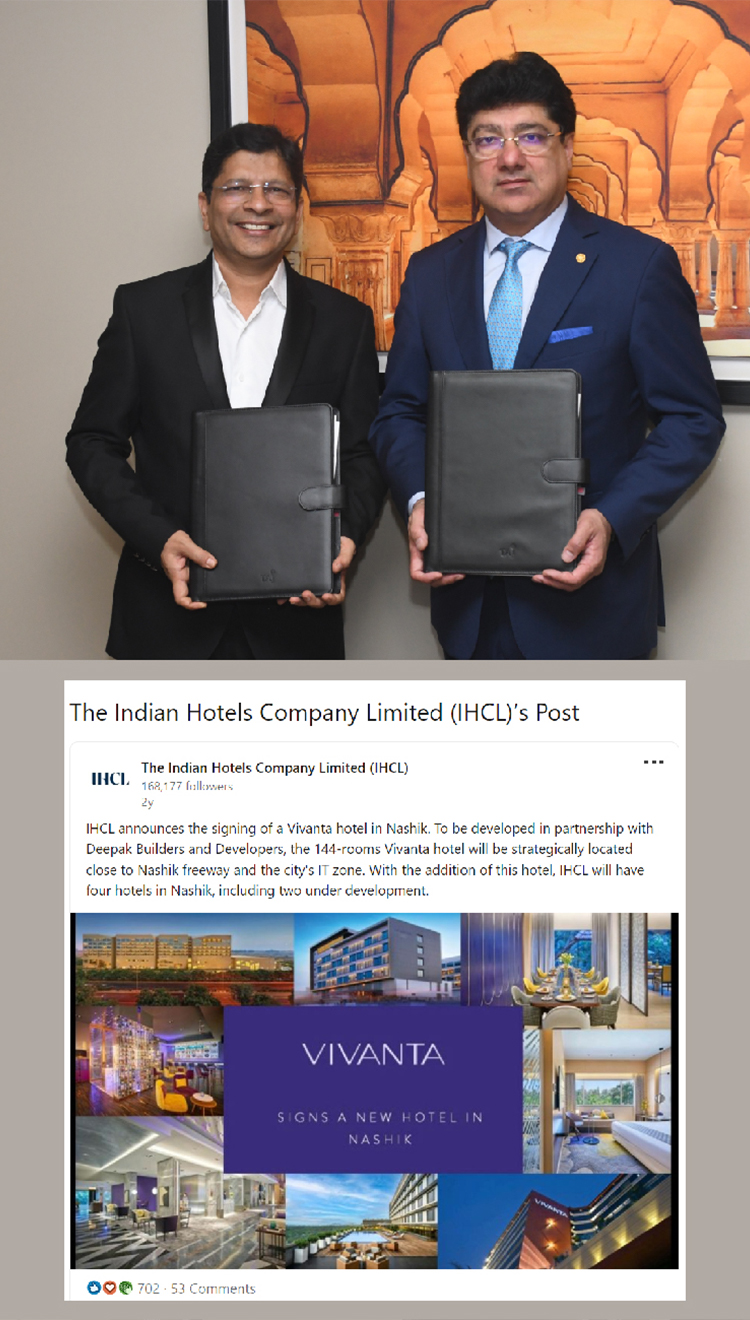 The Indian Hotels Company Limited (IHCL)’s Post
IHCL
The Indian Hotels Company Limited (IHCL)
168,177 followers
2y
IHCL announces the signing of a Vivanta hotel in Nashik. To be developed in partnership with
Deepak Builders and Developers, the 144-rooms Vivanta hotel will be strategically located
close to Nashik freeway and the city's IT zone. With the addition of this hotel, IHCL will have
four hotels in Nashik, including two under development.
VIVANTA
SIGNS A NEW HOTEL IN
NASHIK
VIVANTA
702 · 53 Comments